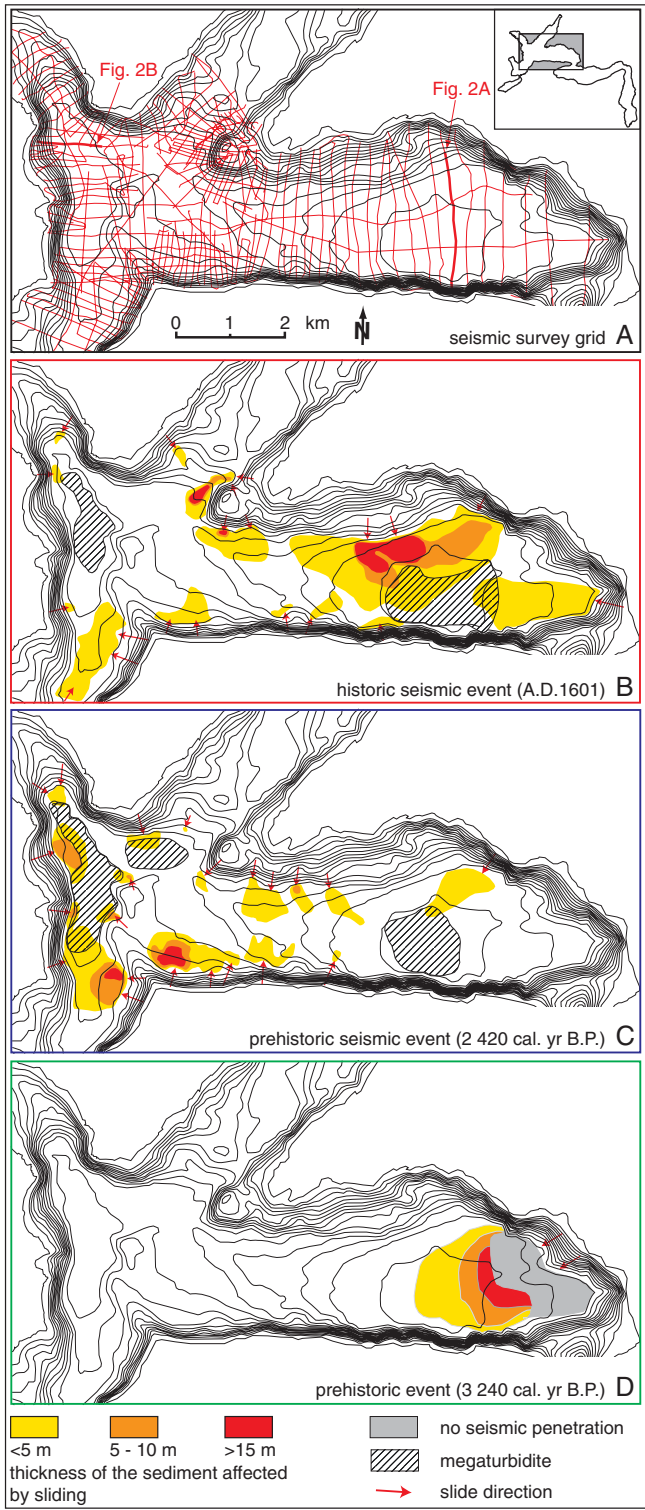 Fig. 2B
Fig. 2A
0 1 2 km
N
seismic survey grid A
historic seismic event (A.D.1601) B
prehistoric seismic event (2 420 cal. yr B.P.) C
prehistoric event (3 240 cal. yr B.P.) D
<5 m 5 - 10 m >15 m
thickness of the sediment affected
by sliding
no seismic penetration
megaturbidite
slide direction